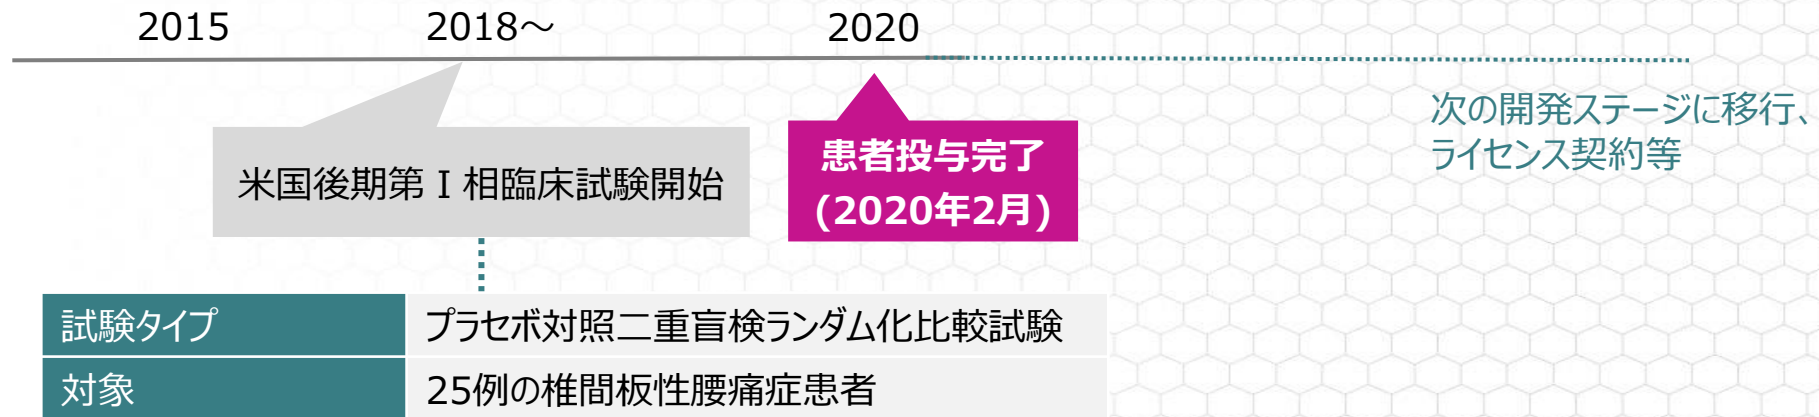 2015 2018～ 2020
次の開発ステージに移行、
ライセンス契約等
米国後期第Ⅰ相臨床試験開始
患者投与完了
(2020年2月)
試験タイプ プラセボ対照二重盲検ランダム化比較試験
対象 25例の椎間板性腰痛症患者